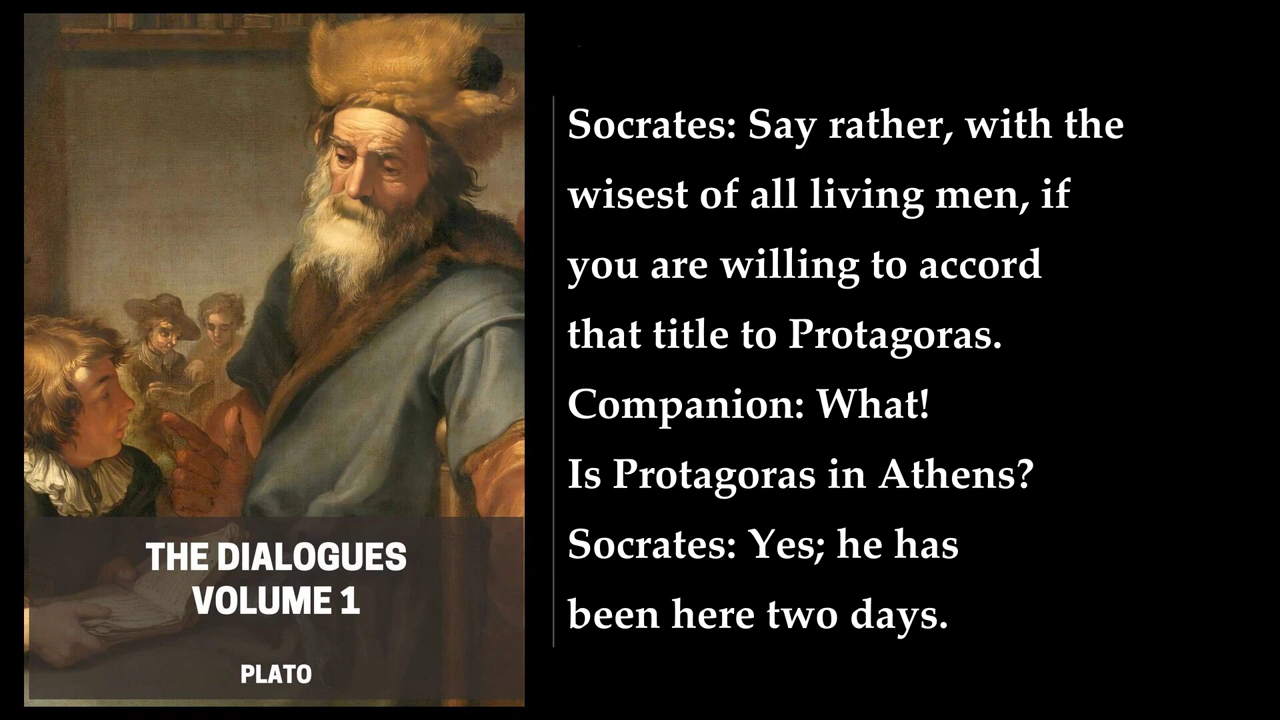 THE DIALOGUES
VOLUME 1
PLATO
Socrates: Say rather, with the
wisest of all living men, if
you are willing to accord
that title to Protagoras.
Companion: What!
Is Protagoras in Athens?
Socrates: Yes; he has
been here two days.